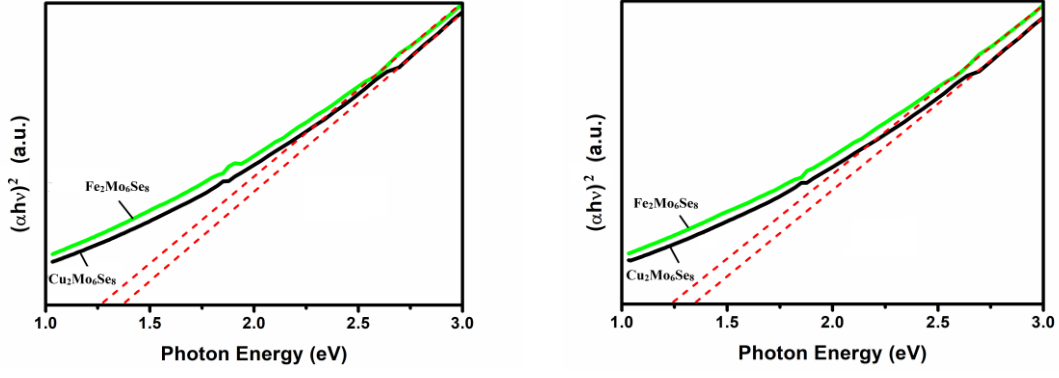 (αhν)² (a.u.)
Fe₂Mo₆Se₈
Cu₂Mo₆Se₈
1.0 1.5 2.0 2.5 3.0
Photon Energy (eV)
(αhν)² (a.u.)
Fe₂Mo₆Se₈
Cu₂Mo₆Se₈
1.0 1.5 2.0 2.5 3.0
Photon Energy (eV)